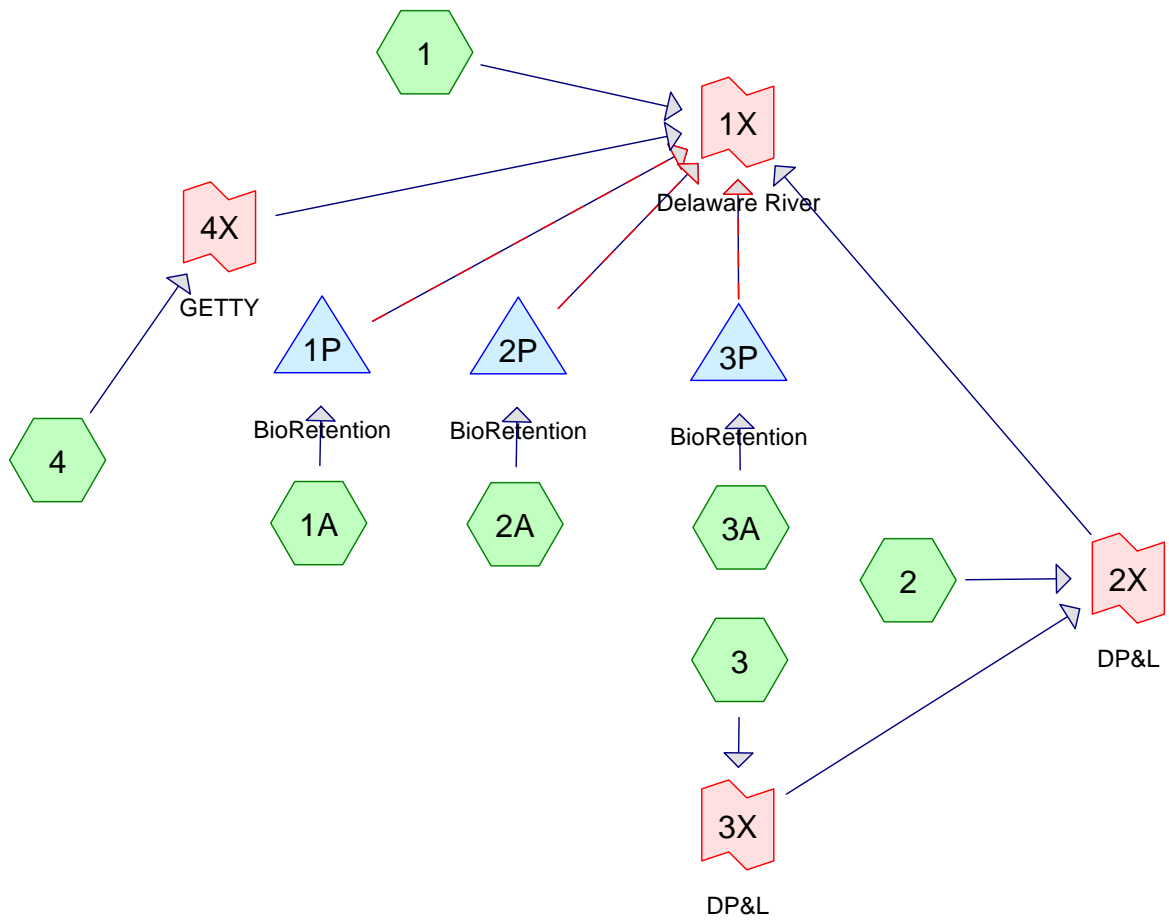 1
1X
Delaware River
4X
GETTY
1P
2P
3P
BioRetention
BioRetention
BioRetention
4
1A
2A
3A
2
2X
DP&L
3
3X
DP&L